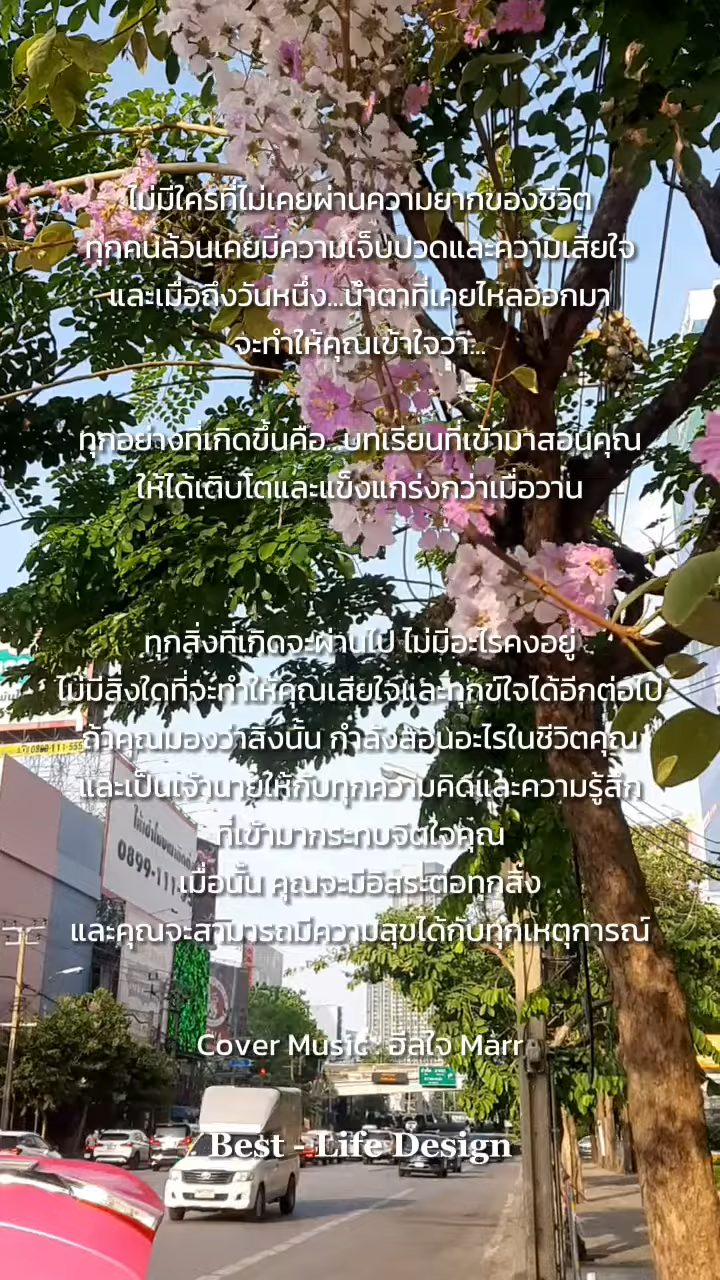 ไม่มีใครที่ไม่เคยผ่านความยากของชีวิต
ทุกคนล้วนเคยมีความเจ็บปวดและความเสียใจ
และเมื่อถึงวันหนึ่ง...น้ำตาที่เคยไหลออกมา
จะทำให้คุณเข้าใจว่า...
ทุกอย่างที่เกิดขึ้นคือ...บทเรียนที่เข้ามาสอนคุณ
ให้ได้เติบโตและแข็งแกร่งกว่าเมื่อวาน
ทุกสิ่งที่เกิดจะผ่านไป ไม่มีอะไรคงอยู่
ไม่มีสิ่งใดที่จะทำให้คุณเสียใจและทุกข์ใจได้อีกต่อไป
ถ้าคุณมองว่าสิ่งนั้น กำลังสอนอะไรในชีวิตคุณ
และเป็นเจ้านายให้กับทุกความคิดและความรู้สึก
ที่เข้ามากระทบจิตใจคุณ
เมื่อนั้น คุณจะมีอิสระต่อทุกสิ่ง
และคุณจะสามารถมีความสุขได้กับทุกเหตุการณ์
0899-11
Cover Music : ฮีลใจ Marr
Best - Life Design